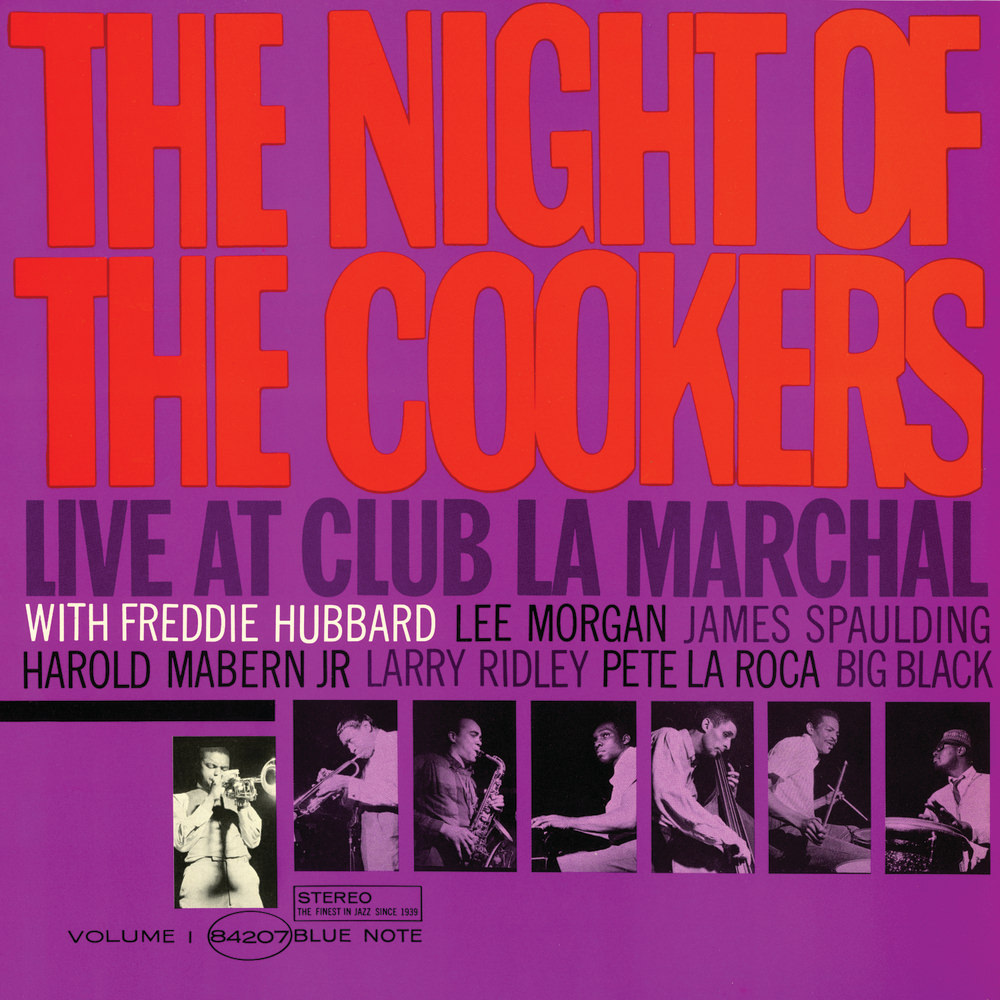 THE NIGHT OF
THE COOKERS
LIVE AT CLUB LA MARCHAL
WITH FREDDIE HUBBARD LEE MORGAN JAMES SPAULDING
HAROLD MABERN JR LARRY RIDLEY PETE LA ROCA BIG BLACK
STEREO
THE FINEST IN JAZZ SINCE 1939
VOLUME 1 84207 BLUE NOTE